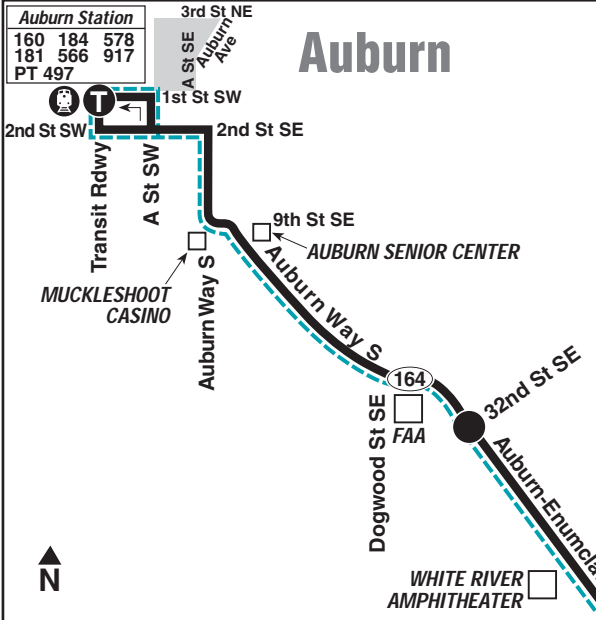 Auburn Station
160 184 578
181 566 917
PT 497
3rd St NE
A St SE
Auburn
Ave
Auburn
1st St SW
T
2nd St SW
2nd St SE
Transit Rdwy
A St SW
9th St SE
AUBURN SENIOR CENTER
MUCKLESHOOT
CASINO
Auburn Way S
Auburn Way S
164
32nd St SE
Dogwood St SE
FAA
Auburn-Enumcla
N
WHITE RIVER
AMPHITHEATER